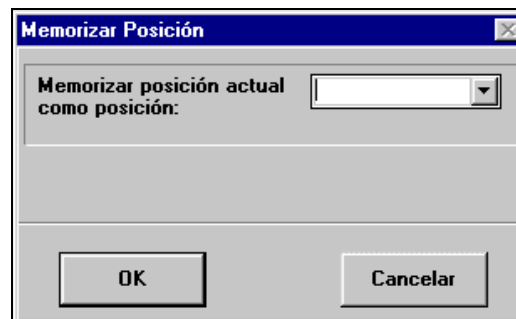 Memorizar Posición
Memorizar posición actual
como posición:
OK
Cancelar